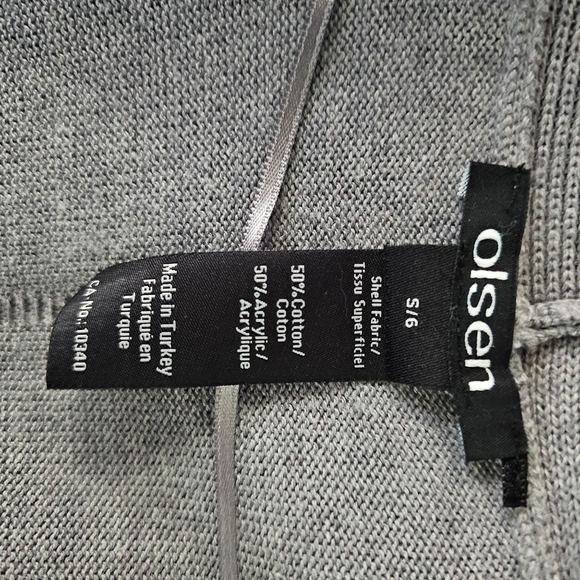 olsen
S/6
Shell Fabric/
Tissu Superficiel
50%Cotton/
Coton
50%Acrylic/
Acrylique
Made in Turkey
Fabriqué en
Turquie
CA No.: 10340